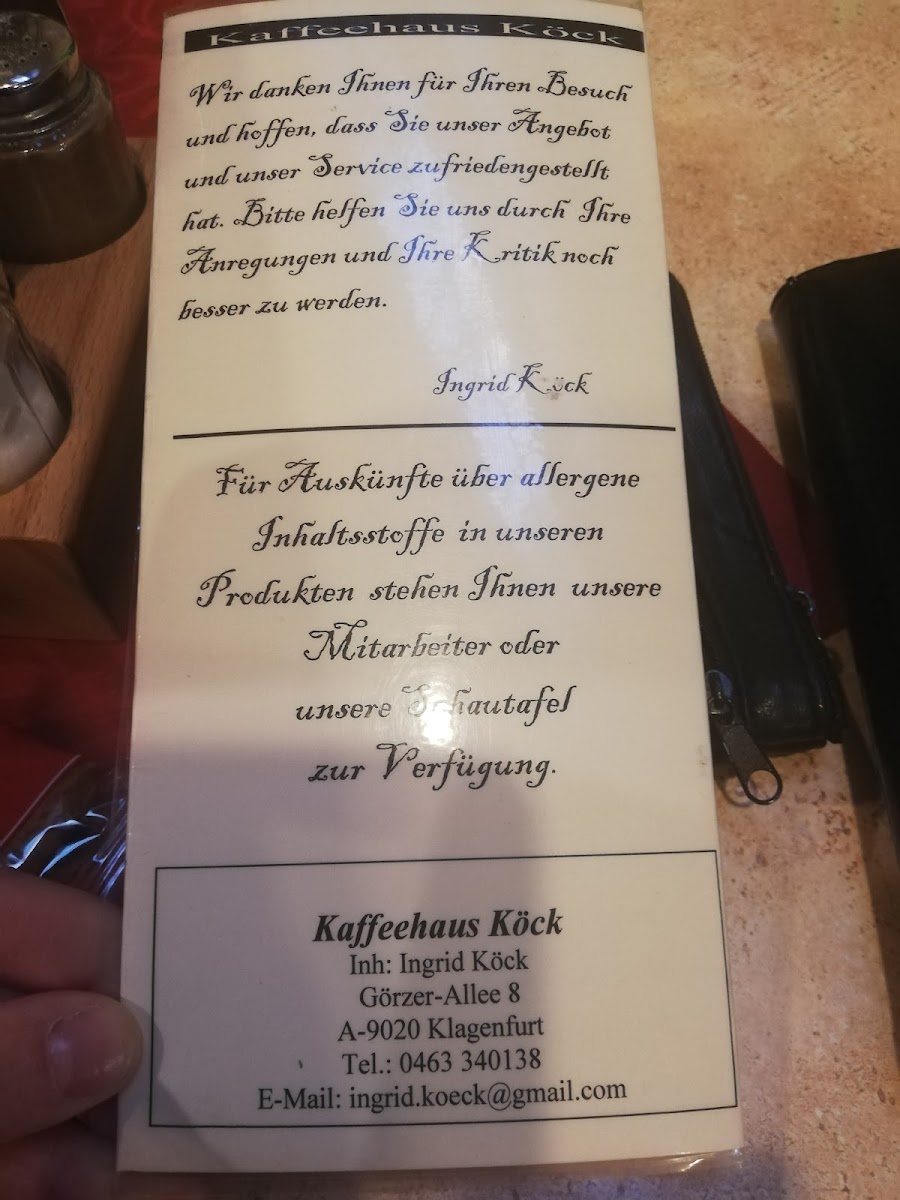 Kaffeehaus Köck
Wir danken Ihnen für Ihren Besuch
und hoffen, dass Sie unser Angebot
und unser Service zufriedengestellt
hat. Bitte helfen Sie uns durch Ihre
Anregungen und Ihre Kritik noch
besser zu werden.
Ingrid Köck
Für Auskünfte über allergene
Inhaltsstoffe in unseren
Produkten stehen Ihnen unsere
Mitarbeiter oder
unsere Schautafel
zur Verfügung.
Kaffeehaus Köck
Inh: Ingrid Köck
Görzer-Allee 8
A-9020 Klagenfurt
Tel.: 0463 340138
E-Mail: ingrid.koeck@gmail.com